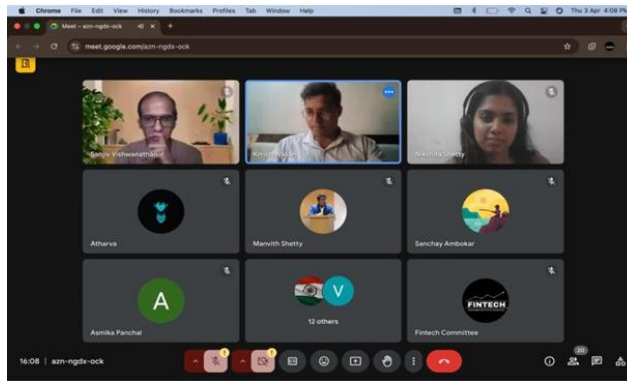 Chrome File Edit View History Bookmarks Profiles Tab Window Help
Thu 3 Apr 4:08 PM
Meet – azn-ngdx-ock
meet.google.com/azn-ngdx-ock
Sanjiv Vishwanathan
Nikshita Shetty
Atharva
Manvith Shetty
Sanchay Ambokar
A
V
FINTECH
Asmika Panchal
12 others
Fintech Committee
16:08 | azn-ngdx-ock
20